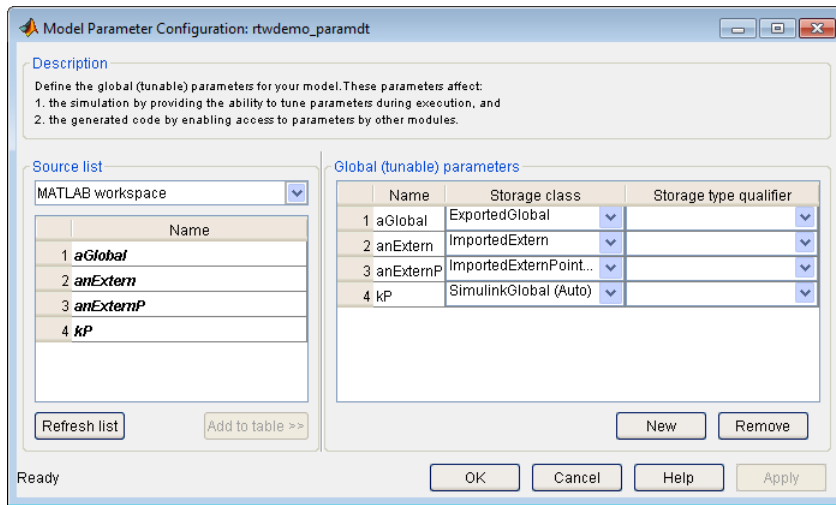 Model Parameter Configuration: rtwdemo_paramdt
Description
Define the global (tunable) parameters for your model.These parameters affect:
1. the simulation by providing the ability to tune parameters during execution, and
2. the generated code by enabling access to parameters by other modules.
Source list
MATLAB workspace
Name
1 aGlobal
2 anExtern
3 anExternP
4 kP
Refresh list
Add to table >>
Global (tunable) parameters
Name Storage class Storage type qualifier
1 aGlobal ExportedGlobal
2 anExtern ImportedExtern
3 anExternP ImportedExternPoint...
4 kP SimulinkGlobal (Auto)
New Remove
Ready
OK Cancel Help Apply